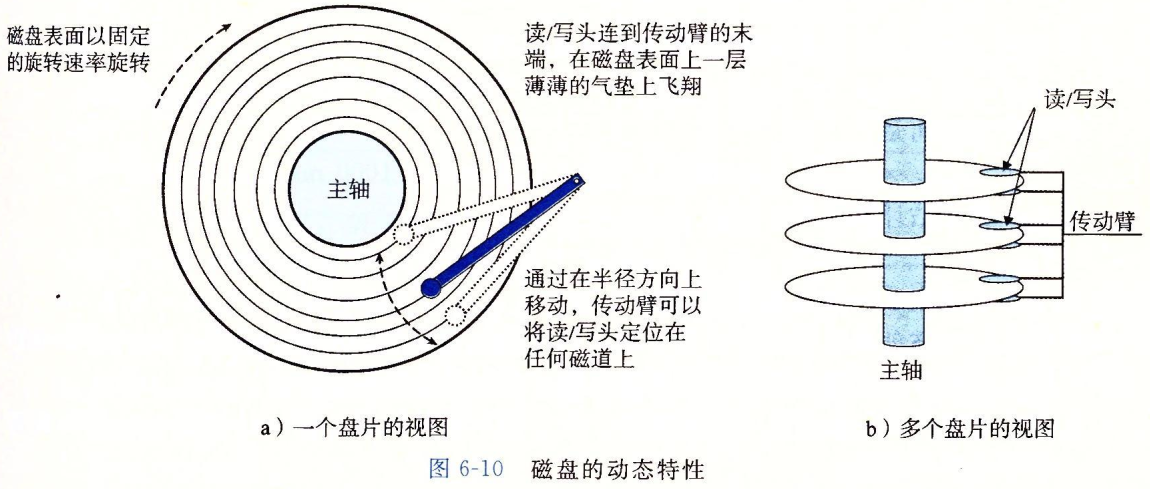 磁盘表面以固定
的旋转速率旋转
读/写头连到传动臂的末
端，在磁盘表面上一层
薄薄的气垫上飞翔
主轴
通过在半径方向上
移动，传动臂可以
将读/写头定位在
任何磁道上
a）一个盘片的视图
读/写头
传动臂
主轴
b）多个盘片的视图
图 6-10 磁盘的动态特性